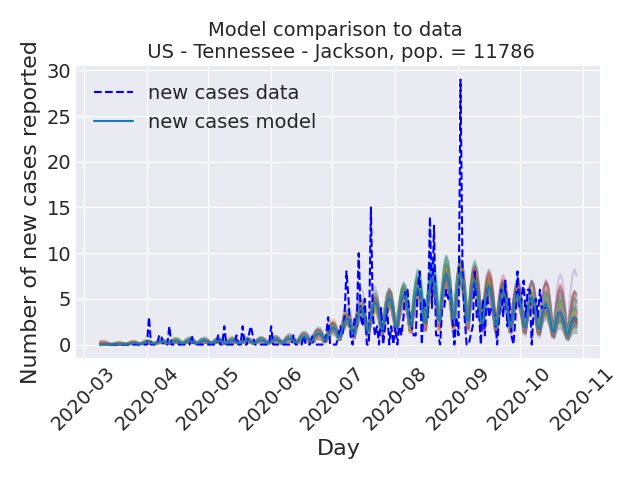 Model comparison to data
US - Tennessee - Jackson, pop. = 11786
Number of new cases reported
30
25
20
15
10
5
0
new cases data
new cases model
2020-03
2020-04
2020-05
2020-06
2020-07
2020-08
2020-09
2020-10
2020-11
Day